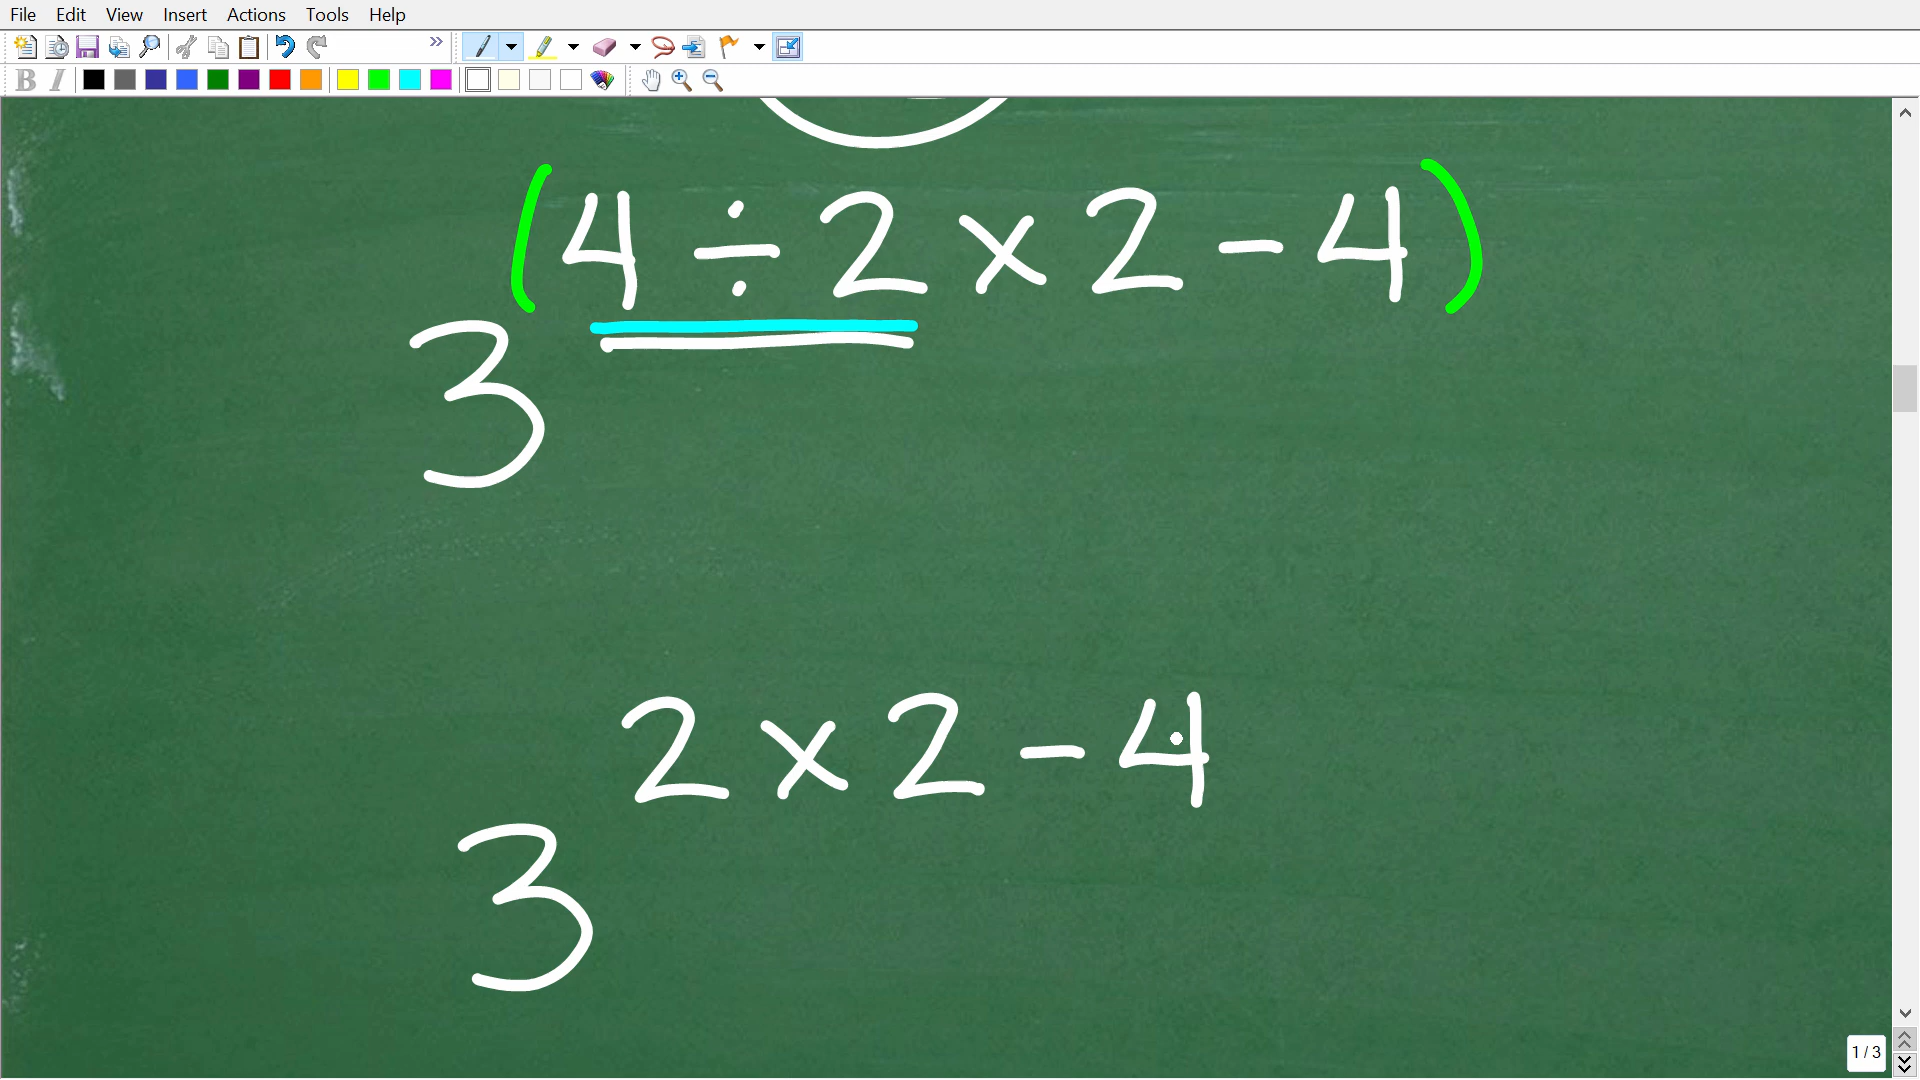 File Edit View Insert Actions Tools Help
B I
(4 ÷ 2 × 2 - 4)
3
2 × 2 - 4
3
1 / 3